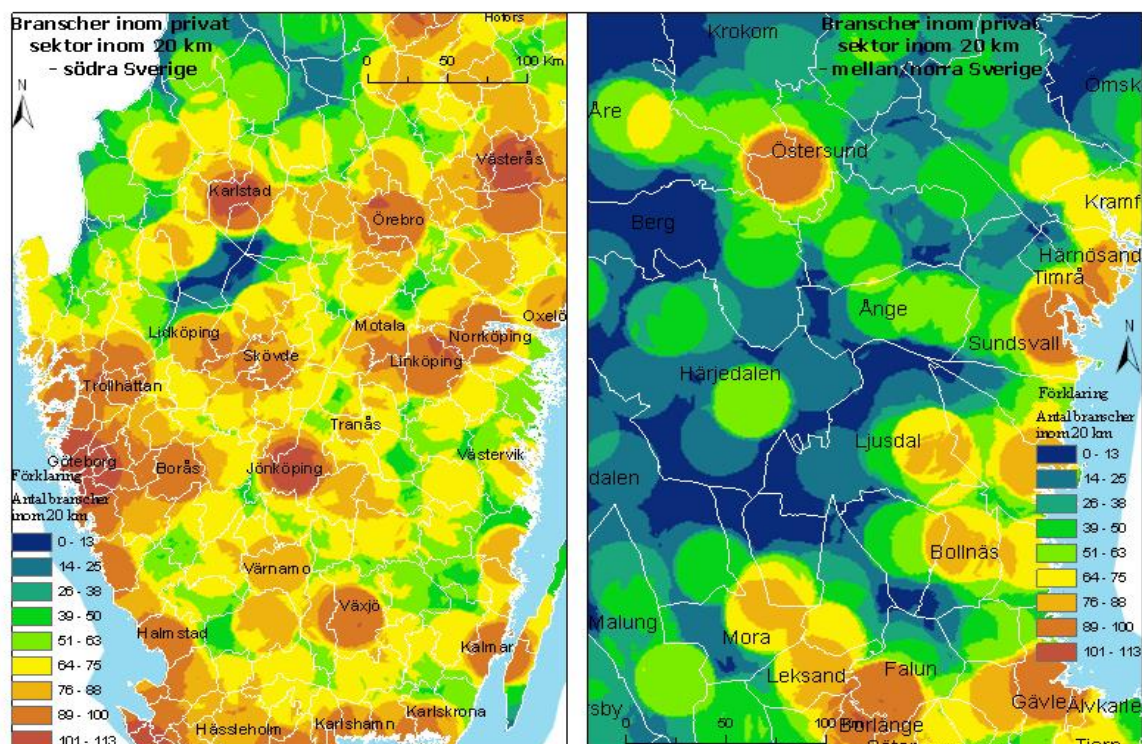 Branscher inom privat
sektor inom 20 km
- södra Sverige
Hofors
0 50 100 Km
N
Västerås
Karlstad
Örebro
Oxelö
Lidköping
Motala
Norrköping
Skövde
Linköping
Trollhättan
Tranås
Göteborg
Borås
Jönköping
Västervik
Förklaring
Antal branscher
inom 20 km
0 - 13
14 - 25
26 - 38
39 - 50
51 - 63
64 - 75
76 - 88
89 - 100
101 - 113
Värnamo
Växjö
Halmstad
Kalmar
Hässleholm
Karlshamn
Karlskrona
Branscher inom privat
sektor inom 20 km
- mellan/norra Sverige
Krokom
Örnsk
Åre
Östersund
Berg
Kramf
Härnösand
Timrå
Ånge
N
Sundsvall
Härjedalen
Förklaring
Antal branscher
inom 20 km
0 - 13
14 - 25
26 - 38
39 - 50
51 - 63
64 - 75
76 - 88
89 - 100
101 - 113
Ljusdal
dalen
Bollnäs
Malung
Mora
Leksand
Falun
Gävle
Älvkarle
rsby
0 50 100 Km
Borlänge
Säter
Tierp